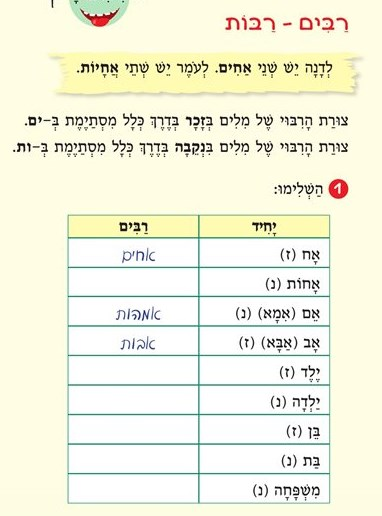 רַבִּים – רַבּוֹת
לְדָנָה יֵשׁ שְׁנֵי אַחִים. לְעֹמֶר יֵשׁ שְׁתֵּי אֲחָיוֹת.
צוּרַת הָרִבּוּי שֶׁל מִלִּים בְּזָכָר בְּדֶרֶךְ כְּלָל מִסְתַּיֶּמֶת בְּ–ים.
צוּרַת הָרִבּוּי שֶׁל מִלִּים בִּנְקֵבָה בְּדֶרֶךְ כְּלָל מִסְתַּיֶּמֶת בְּ–וֹת.
1 הַשְׁלִימוּ:
יָחִיד רַבִּים
אָח (ז) אחים
אָחוֹת (נ)
אֵם (אִמָּא) (נ) אמהות
אָב (אַבָּא) (ז) אבות
יֶלֶד (ז)
יַלְדָּה (נ)
בֵּן (ז)
בַּת (נ)
מִשְׁפָּחָה (נ)